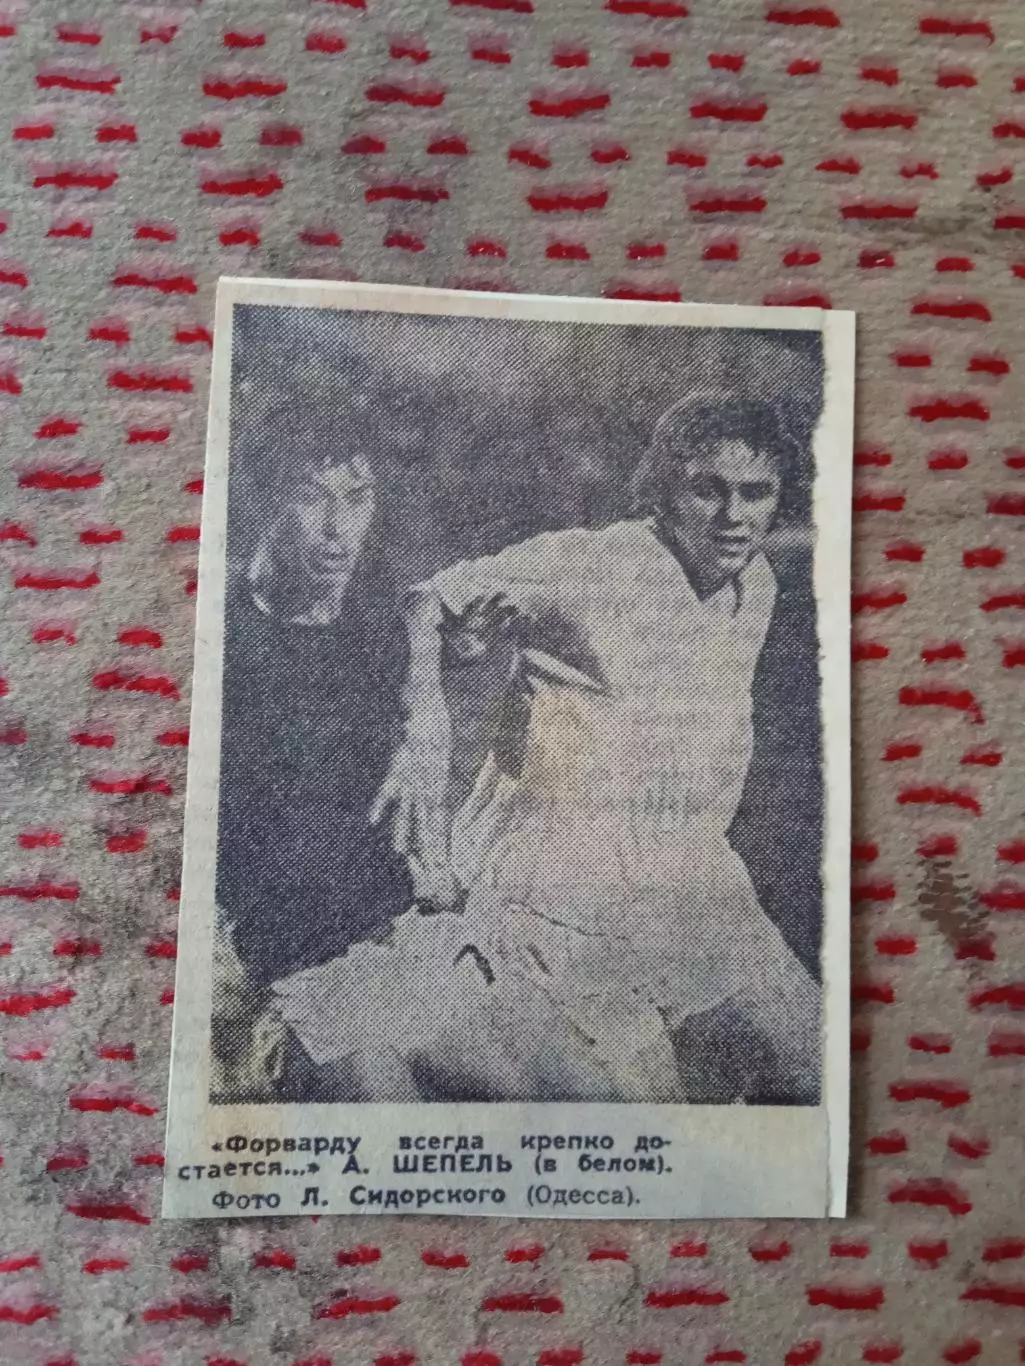 «Форварду всегда крепко до-
стается...» А. ШЕПЕЛЬ (в белом).
Фото Л. Сидорского (Одесса).